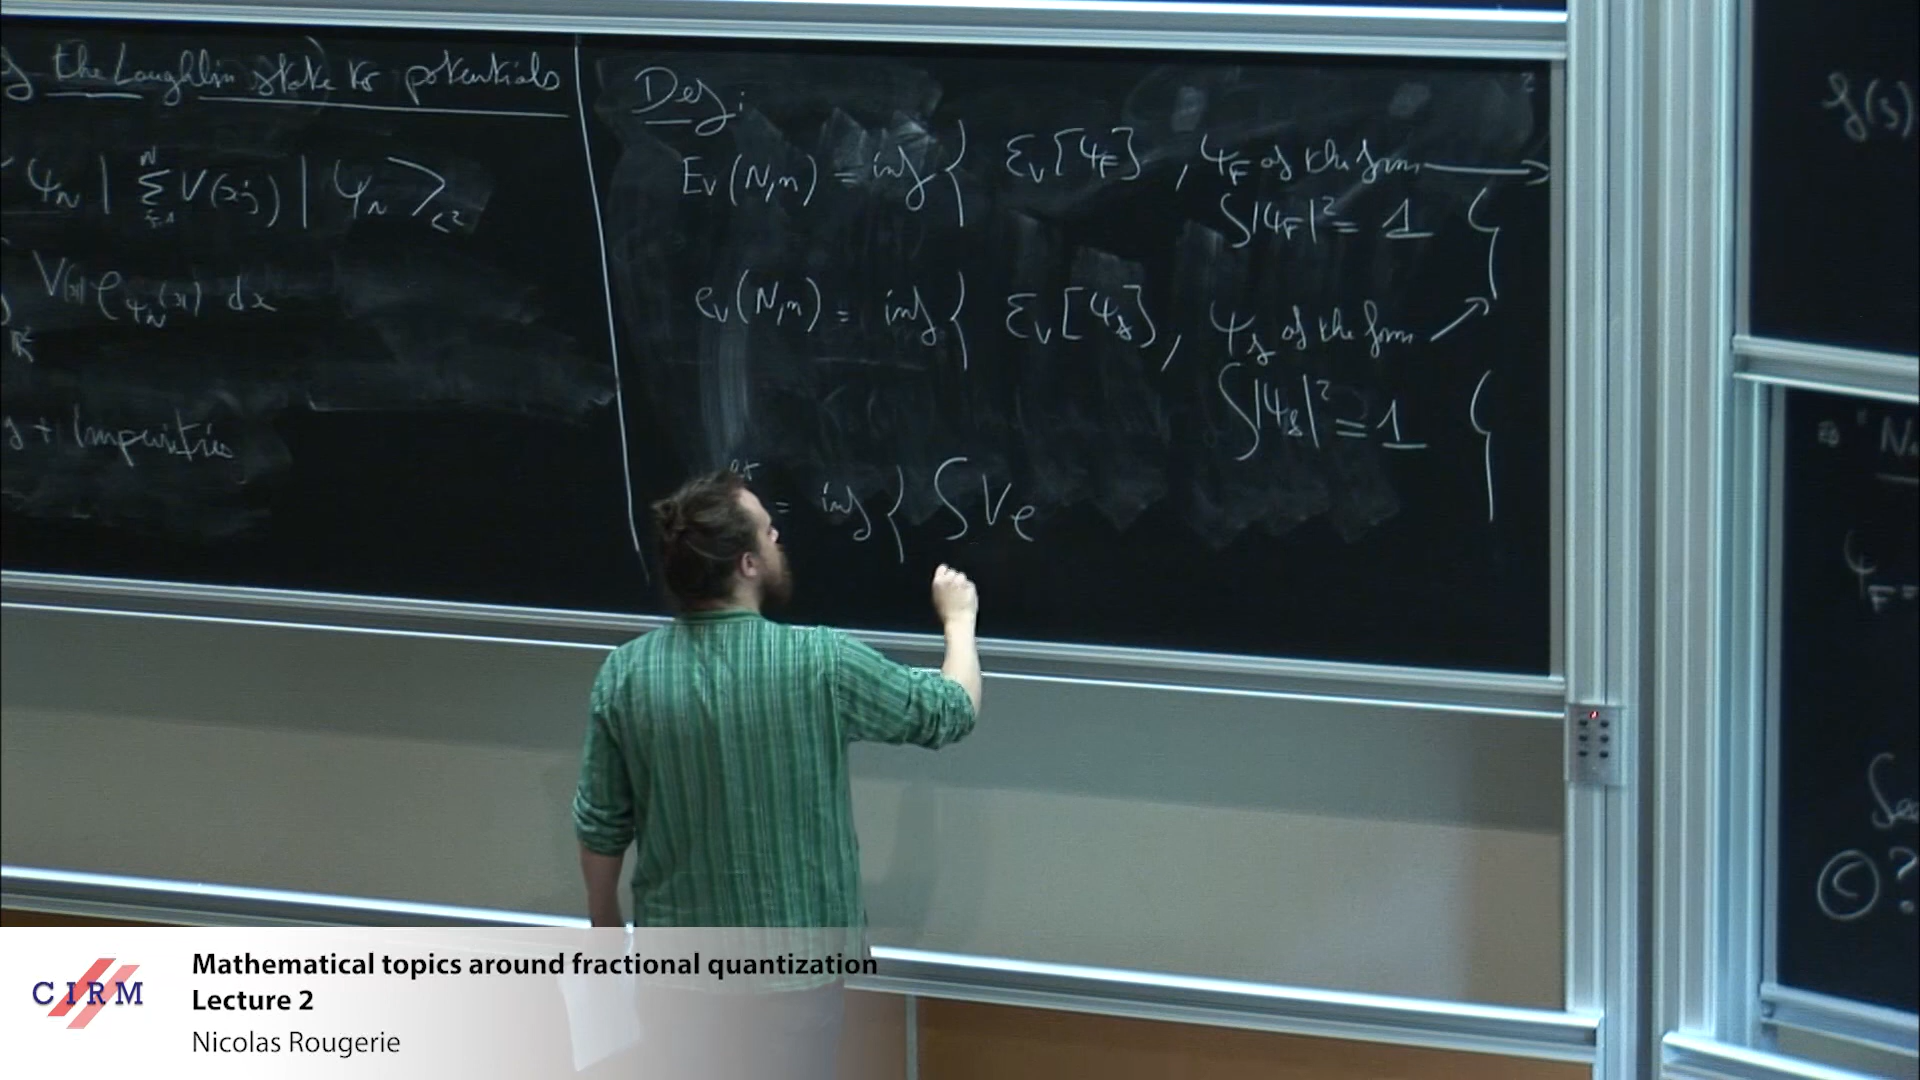 the Laughlin state to potentials
ψ_N | Σ_{j=1}^N V(x_j) | ψ_N ⟩_{L²}
V(x) ρ_{ψ_N}(x) dx
ℝ²
+ Impurities
Def:
E_V(N,m) = inf { ℰ_V[ψ_F], ψ_F of the form →
∫|ψ_F|² = 1 }
e_V(N,m) = inf { ℰ_V[ψ_f], ψ_f of the form ↗
∫|ψ_f|² = 1 }
= inf { ∫ V ρ
f(z)
ψ_F =
?
CIRM
Mathematical topics around fractional quantization
Lecture 2
Nicolas Rougerie